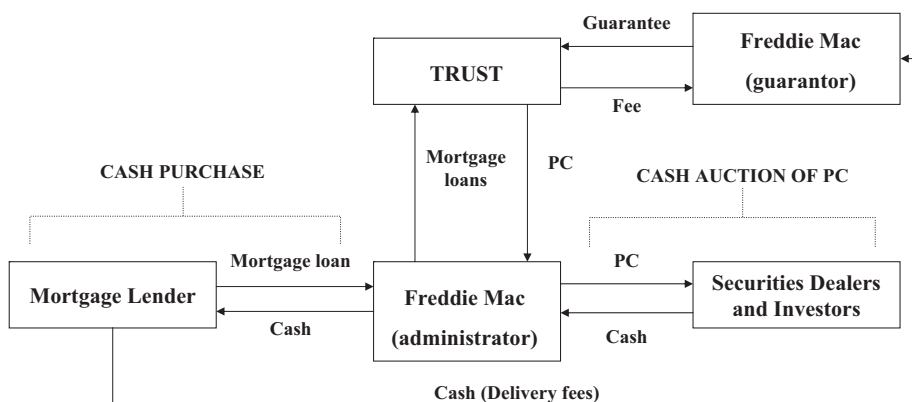 Guarantee
Freddie Mac
(guarantor)
TRUST
Fee
Mortgage
loans
PC
CASH PURCHASE
CASH AUCTION OF PC
Mortgage loan
PC
Mortgage Lender
Freddie Mac
(administrator)
Securities Dealers
and Investors
Cash
Cash
Cash (Delivery fees)